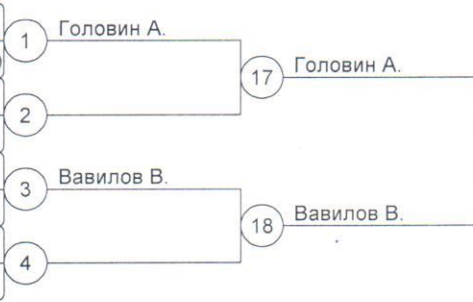 1 Головин А.
17 Головин А.
2
3 Вавилов В.
18 Вавилов В.
4